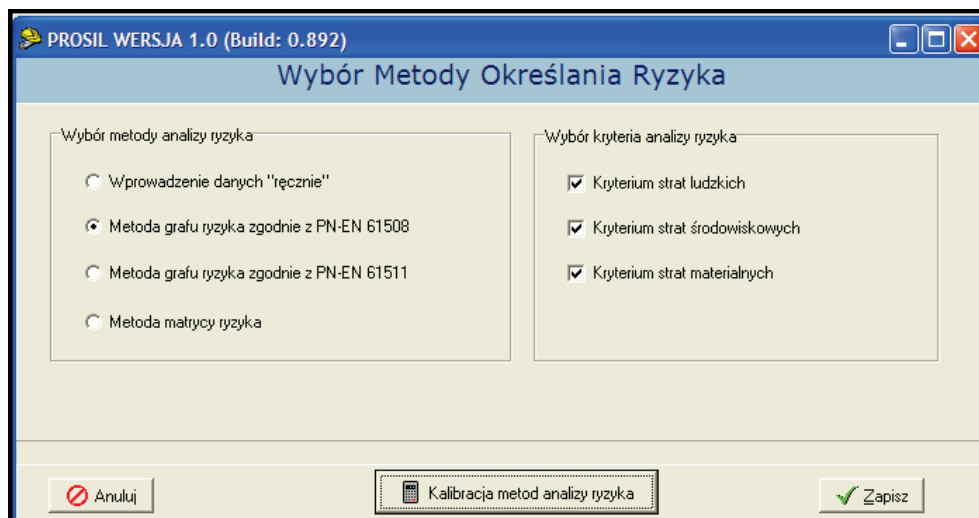 PROSIL WERSJA 1.0 (Build: 0.892)
Wybór Metody Określania Ryzyka
Wybór metody analizy ryzyka
Wprowadzenie danych "ręcznie"
Metoda grafu ryzyka zgodnie z PN-EN 61508
Metoda grafu ryzyka zgodnie z PN-EN 61511
Metoda matrycy ryzyka
Wybór kryteria analizy ryzyka
Kryterium strat ludzkich
Kryterium strat środowiskowych
Kryterium strat materialnych
Anuluj
Kalibracja metod analizy ryzyka
Zapisz